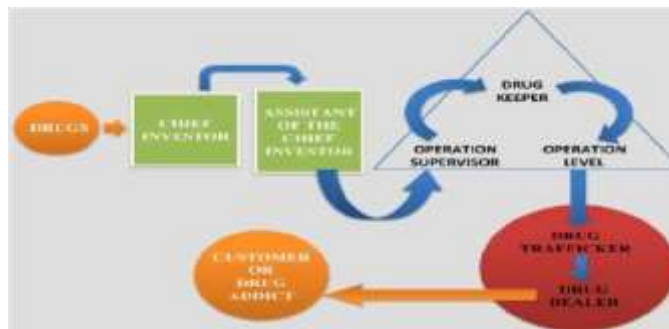 DRUGS
CHIEF
INVENTOR
ASSISTANT
OF THE
CHIEF
INVENTOR
DRUG
KEEPER
OPERATION
SUPERVISOR
OPERATION
LEVEL
DRUG
TRAFFICKER
DRUG
DEALER
CUSTOMER
OR
DRUG
ADDICT